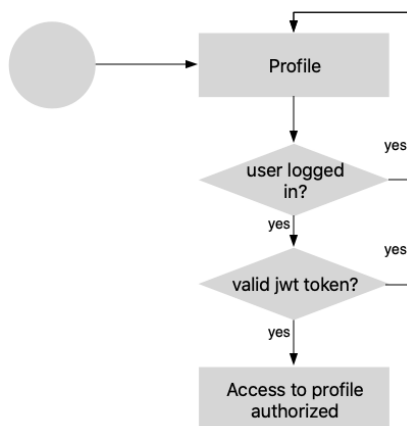 Profile
yes
user logged
in?
yes
yes
valid jwt token?
yes
Access to profile
authorized